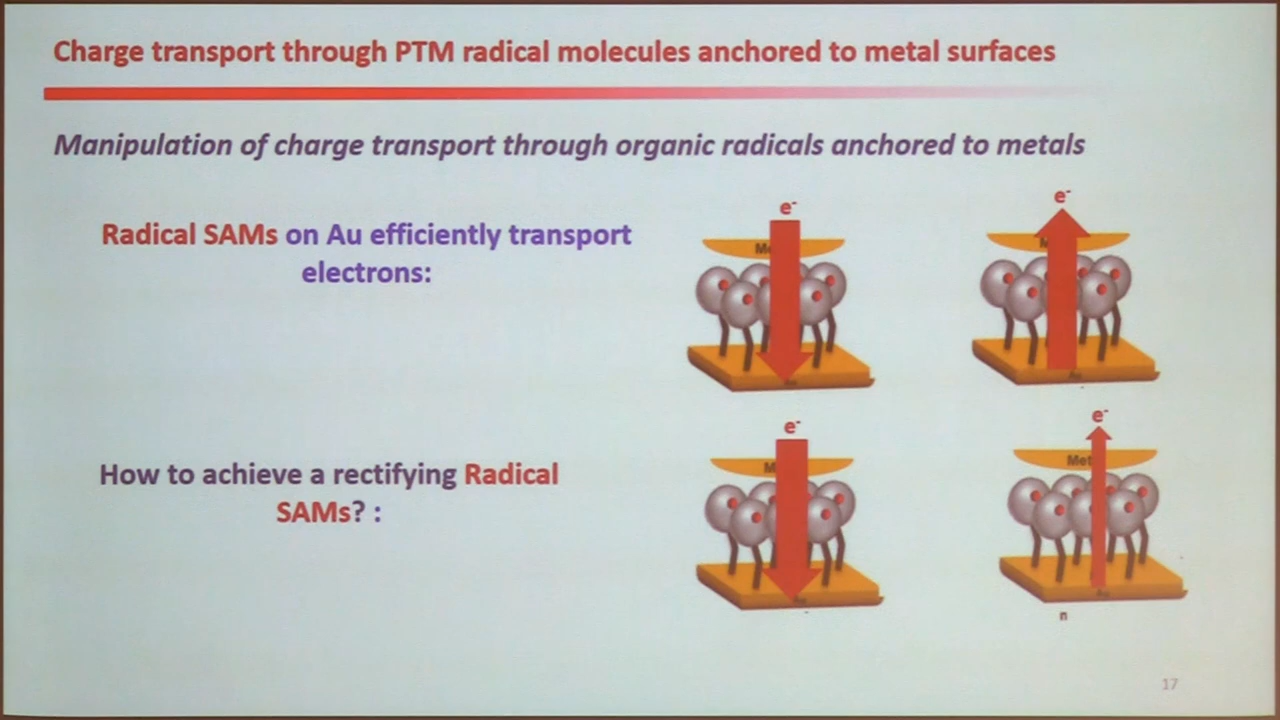 Charge transport through PTM radical molecules anchored to metal surfaces
Manipulation of charge transport through organic radicals anchored to metals
Radical SAMs on Au efficiently transport
electrons:
e-
e-
How to achieve a rectifying Radical
SAMs? :
e-
e-
Met
n
17